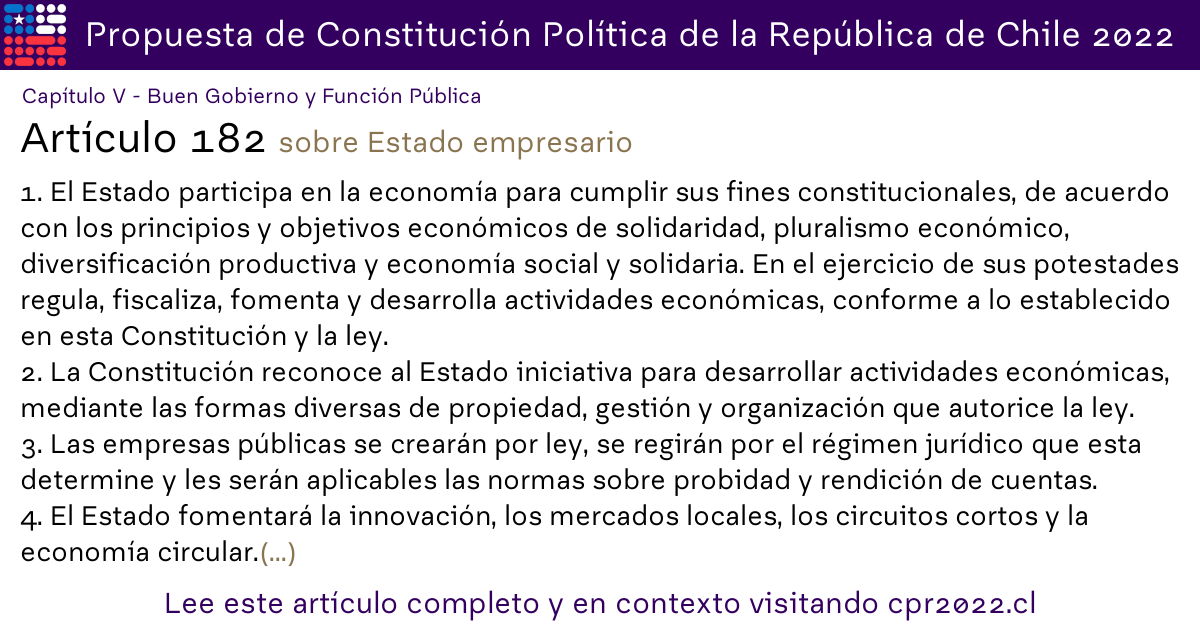 Propuesta de Constitución Política de la República de Chile 2022
Capítulo V - Buen Gobierno y Función Pública
Artículo 182 sobre Estado empresario
1. El Estado participa en la economía para cumplir sus fines constitucionales, de acuerdo
con los principios y objetivos económicos de solidaridad, pluralismo económico,
diversificación productiva y economía social y solidaria. En el ejercicio de sus potestades
regula, fiscaliza, fomenta y desarrolla actividades económicas, conforme a lo establecido
en esta Constitución y la ley.
2. La Constitución reconoce al Estado iniciativa para desarrollar actividades económicas,
mediante las formas diversas de propiedad, gestión y organización que autorice la ley.
3. Las empresas públicas se crearán por ley, se regirán por el régimen jurídico que esta
determine y les serán aplicables las normas sobre probidad y rendición de cuentas.
4. El Estado fomentará la innovación, los mercados locales, los circuitos cortos y la
economía circular.(...)
Lee este artículo completo y en contexto visitando cpr2022.cl